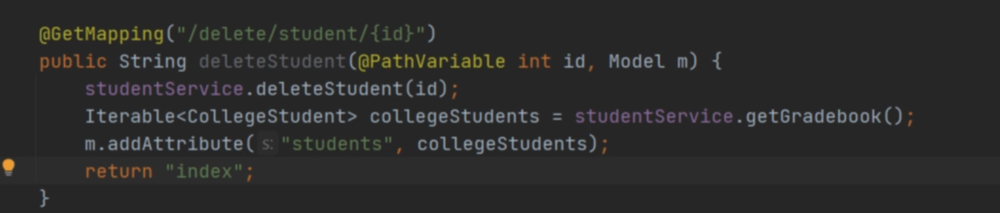 @GetMapping("/delete/student/{id}")
public String deleteStudent(@PathVariable int id, Model m) {
    studentService.deleteStudent(id);
    Iterable<CollegeStudent> collegeStudents = studentService.getGradebook();
    m.addAttribute( s: "students", collegeStudents);
    return "index";
}